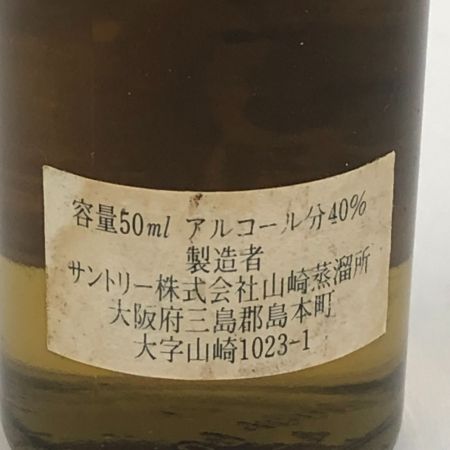 容量50ml アルコール分40%
製造者
サントリー株式会社山崎蒸溜所
大阪府三島郡島本町
大字山崎1023-1